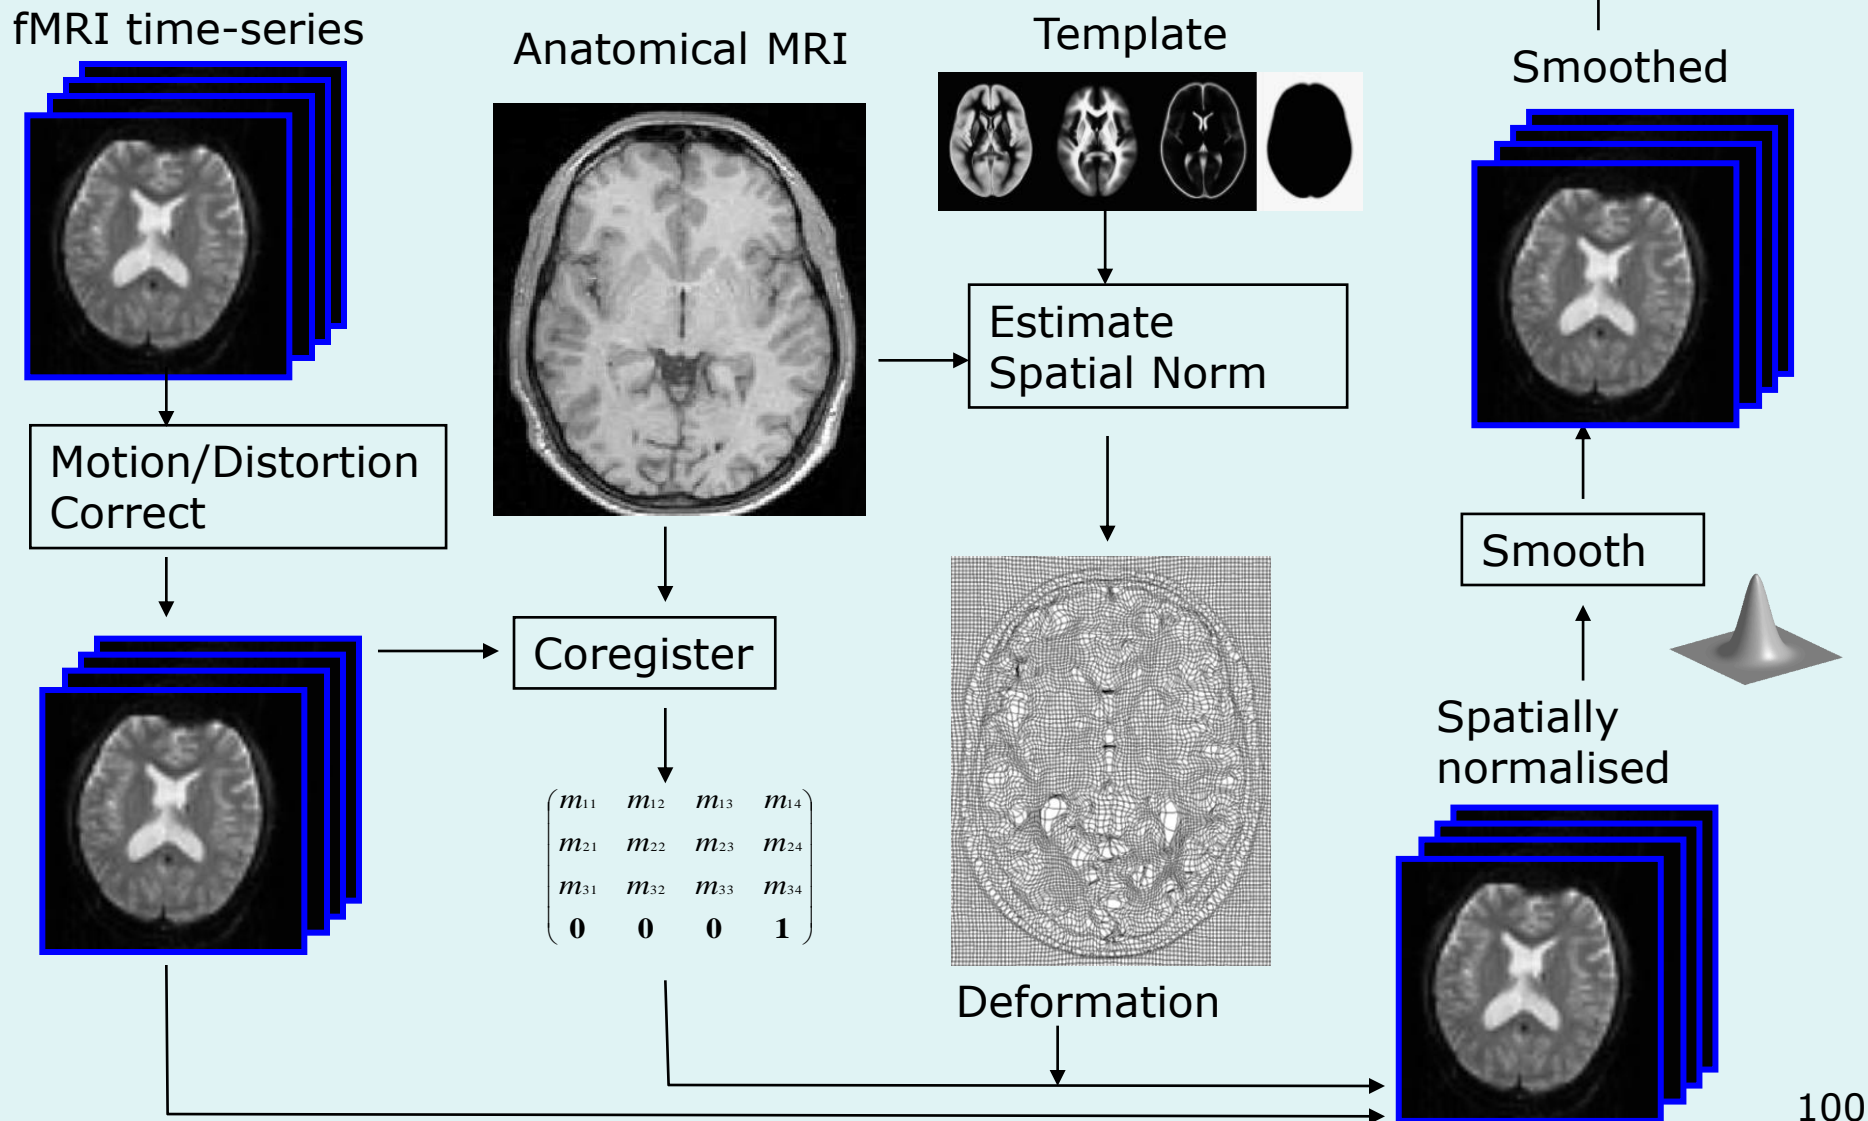 fMRI time-series
Anatomical MRI
Template
Smoothed
Estimate
Spatial Norm
Motion/Distortion
Correct
Smooth
Coregister
Spatially
normalised
m11 m12 m13 m14
m21 m22 m23 m24
m31 m32 m33 m34
0 0 0 1
Deformation
100